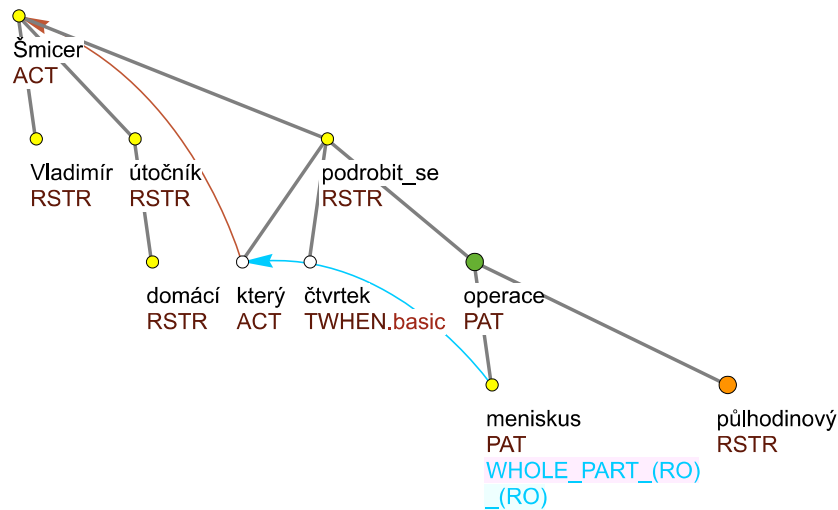 Šmicer
ACT
Vladimír útočník podrobit_se
RSTR RSTR RSTR
domácí který čtvrtek operace
RSTR ACT TWHEN.basic PAT
meniskus půlhodinový
PAT RSTR
WHOLE_PART_(RO)
_(RO)